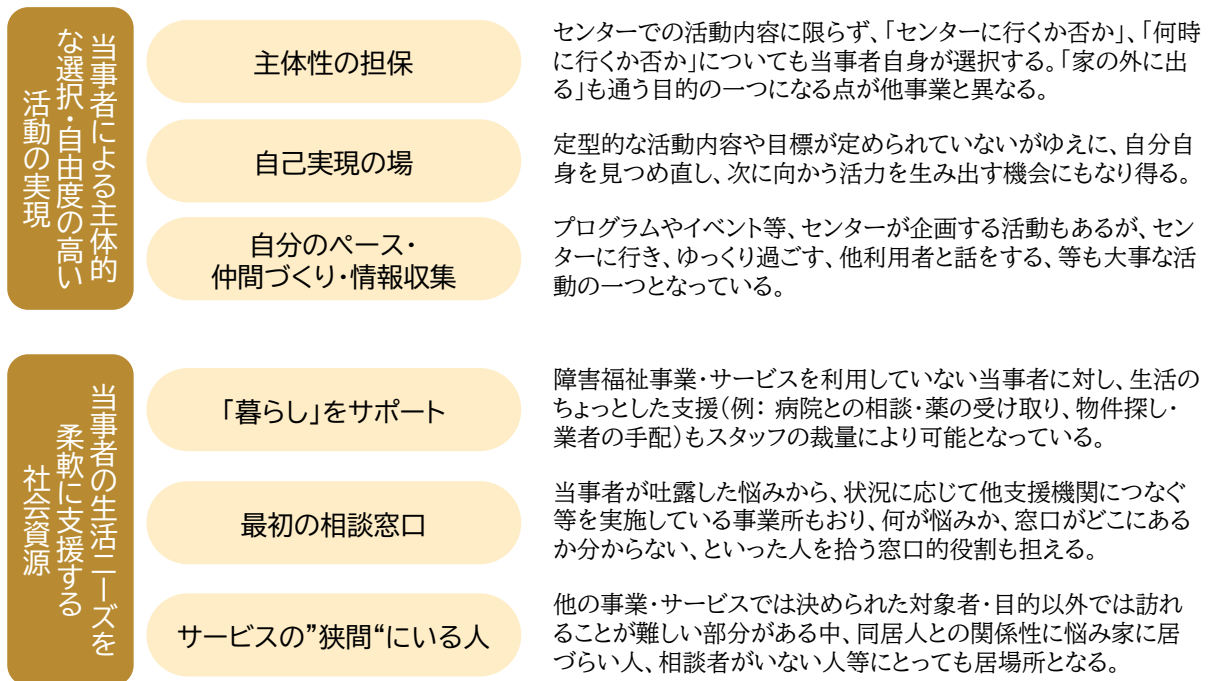 当事者による主体的
な選択・自由度の高い
活動の実現
主体性の担保
センターでの活動内容に限らず、「センターに行くか否か」、「何時
に行くか否か」についても当事者自身が選択する。「家の外に出
る」も通う目的の一つになる点が他事業と異なる。
自己実現の場
定型的な活動内容や目標が定められていないがゆえに、自分自
身を見つめ直し、次に向かう活力を生み出す機会にもなり得る。
自分のペース・
仲間づくり・情報収集
プログラムやイベント等、センターが企画する活動もあるが、セン
ターに行き、ゆっくり過ごす、他利用者と話をする、等も大事な活
動の一つとなっている。
当事者の生活ニーズを
柔軟に支援する
社会資源
「暮らし」をサポート
障害福祉事業・サービスを利用していない当事者に対し、生活の
ちょっとした支援（例： 病院との相談・薬の受け取り、物件探し・
業者の手配）もスタッフの裁量により可能となっている。
最初の相談窓口
当事者が吐露した悩みから、状況に応じて他支援機関につなぐ
等を実施している事業所もおり、何が悩みか、窓口がどこにある
か分からない、といった人を拾う窓口的役割も担える。
サービスの”狭間“にいる人
他の事業・サービスでは決められた対象者・目的以外では訪れ
ることが難しい部分がある中、同居人との関係性に悩み家に居
づらい人、相談者がいない人等にとっても居場所となる。